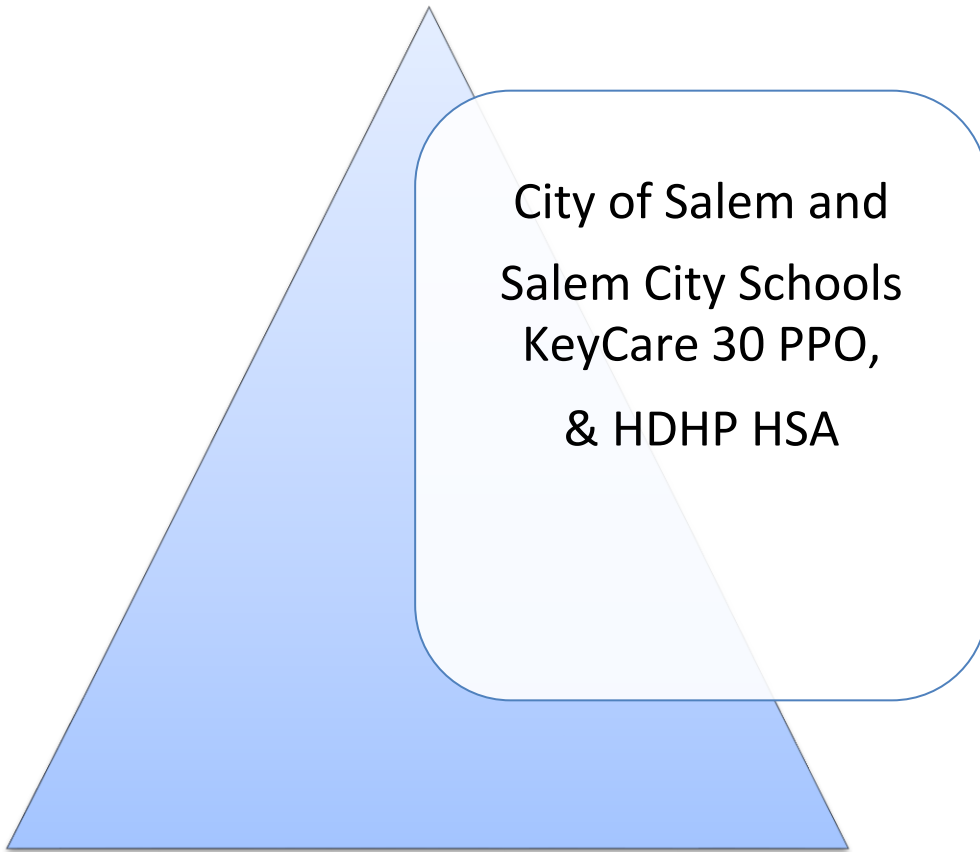 City of Salem and
Salem City Schools
KeyCare 30 PPO,
& HDHP HSA